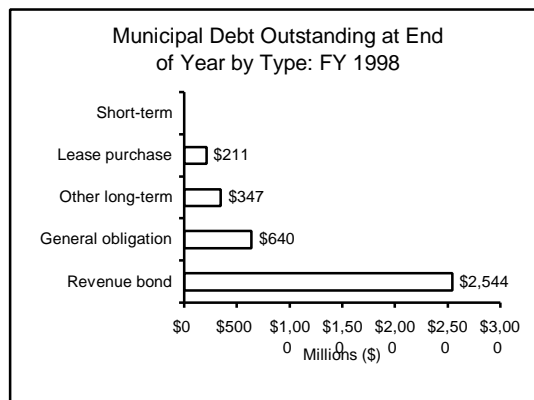 Municipal Debt Outstanding at End
of Year by Type: FY 1998
Short-term
Lease purchase
$211
Other long-term
$347
General obligation
$640
Revenue bond
$2,544
$0 $500 $1,00 $1,50 $2,00 $2,50 $3,00
0 0 0 0 0
Millions ($)